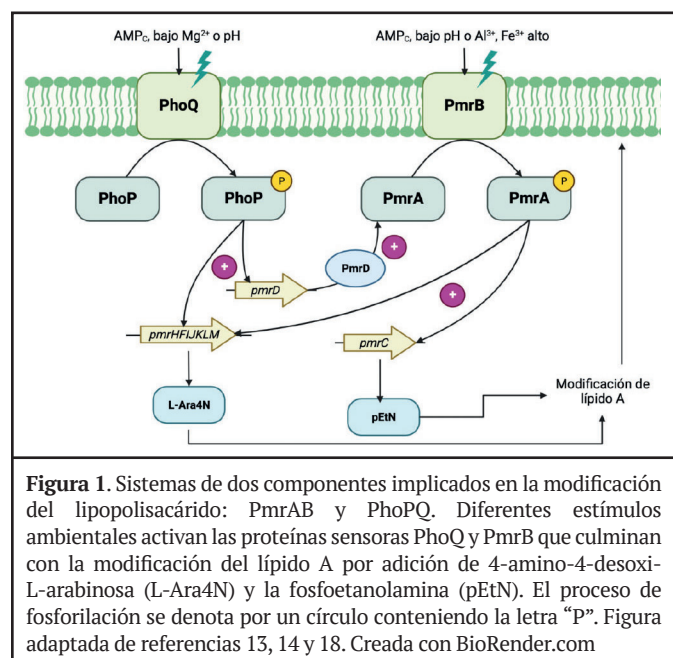 AMPC, bajo Mg²⁺ o pH
AMPC, bajo pH o Al³⁺, Fe³⁺ alto
PhoQ
PmrB
PhoP
PhoP
P
PmrA
PmrA
P
+
pmrD
PmrD
+
+
pmrHFIJKLM
pmrC
L-Ara4N
pEtN
Modificación de
lípido A
Figura 1. Sistemas de dos componentes implicados en la modificación
del lipopolisacárido: PmrAB y PhoPQ. Diferentes estímulos
ambientales activan las proteínas sensoras PhoQ y PmrB que culminan
con la modificación del lípido A por adición de 4-amino-4-desoxi-
L-arabinosa (L-Ara4N) y la fosfoetanolamina (pEtN). El proceso de
fosforilación se denota por un círculo conteniendo la letra “P”. Figura
adaptada de referencias 13, 14 y 18. Creada con BioRender.com